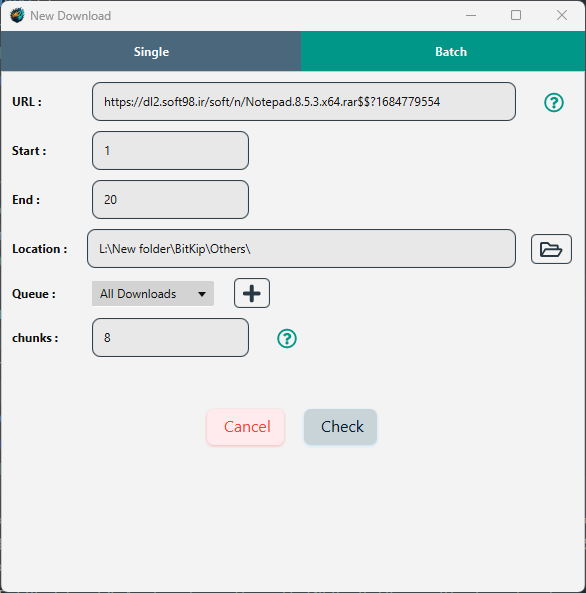 New Download
Single Batch
URL : https://dl2.soft98.ir/soft/n/Notepad.8.5.3.x64.rar$$?1684779554
Start : 1
End : 20
Location : L:\New folder\BitKip\Others\
Queue : All Downloads
chunks : 8
Cancel Check